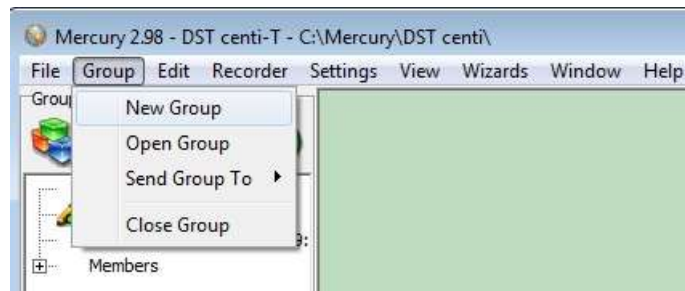 Mercury 2.98 - DST centi-T - C:\Mercury\DST centi\
File Group Edit Recorder Settings View Wizards Window Help
New Group
Open Group
Send Group To
Close Group
Members